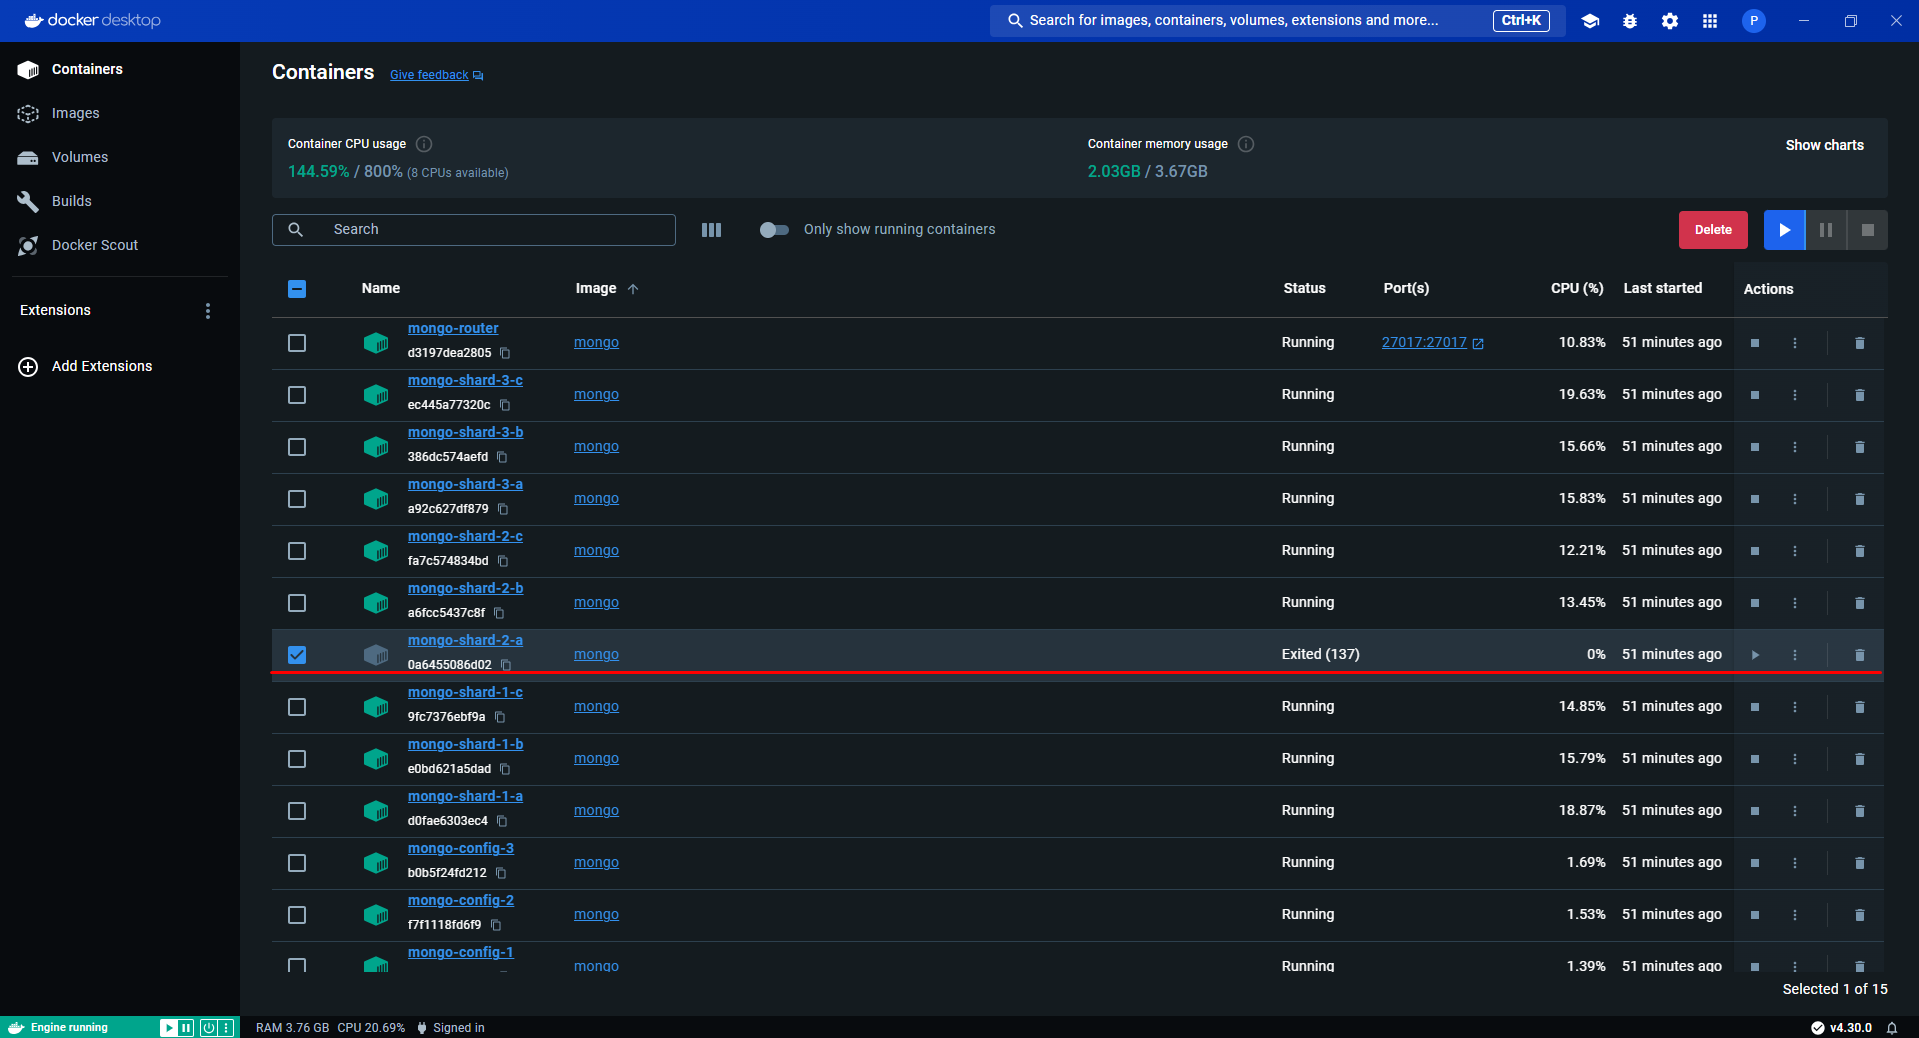 docker desktop
Search for images, containers, volumes, extensions and more... Ctrl+K
P
Containers
Images
Volumes
Builds
Docker Scout
Extensions
Add Extensions
Containers Give feedback
Container CPU usage
144.59% / 800% (8 CPUs available)
Container memory usage
2.03GB / 3.67GB
Show charts
Search
Only show running containers
Delete
Name Image Status Port(s) CPU (%) Last started Actions
mongo-router
d3197dea2805
mongo Running 27017:27017 10.83% 51 minutes ago
mongo-shard-3-c
ec445a77320c
mongo Running 19.63% 51 minutes ago
mongo-shard-3-b
386dc574aefd
mongo Running 15.66% 51 minutes ago
mongo-shard-3-a
a92c627df879
mongo Running 15.83% 51 minutes ago
mongo-shard-2-c
fa7c574834bd
mongo Running 12.21% 51 minutes ago
mongo-shard-2-b
a6fcc5437c8f
mongo Running 13.45% 51 minutes ago
mongo-shard-2-a
0a6455086d02
mongo Exited (137) 0% 51 minutes ago
mongo-shard-1-c
9fc7376ebf9a
mongo Running 14.85% 51 minutes ago
mongo-shard-1-b
e0bd621a5dad
mongo Running 15.79% 51 minutes ago
mongo-shard-1-a
d0fae6303ec4
mongo Running 18.87% 51 minutes ago
mongo-config-3
b0b5f24fd212
mongo Running 1.69% 51 minutes ago
mongo-config-2
f7f1118fd6f9
mongo Running 1.53% 51 minutes ago
mongo-config-1
mongo Running 1.39% 51 minutes ago
Selected 1 of 15
Engine running
RAM 3.76 GB CPU 20.69% Signed in
v4.30.0